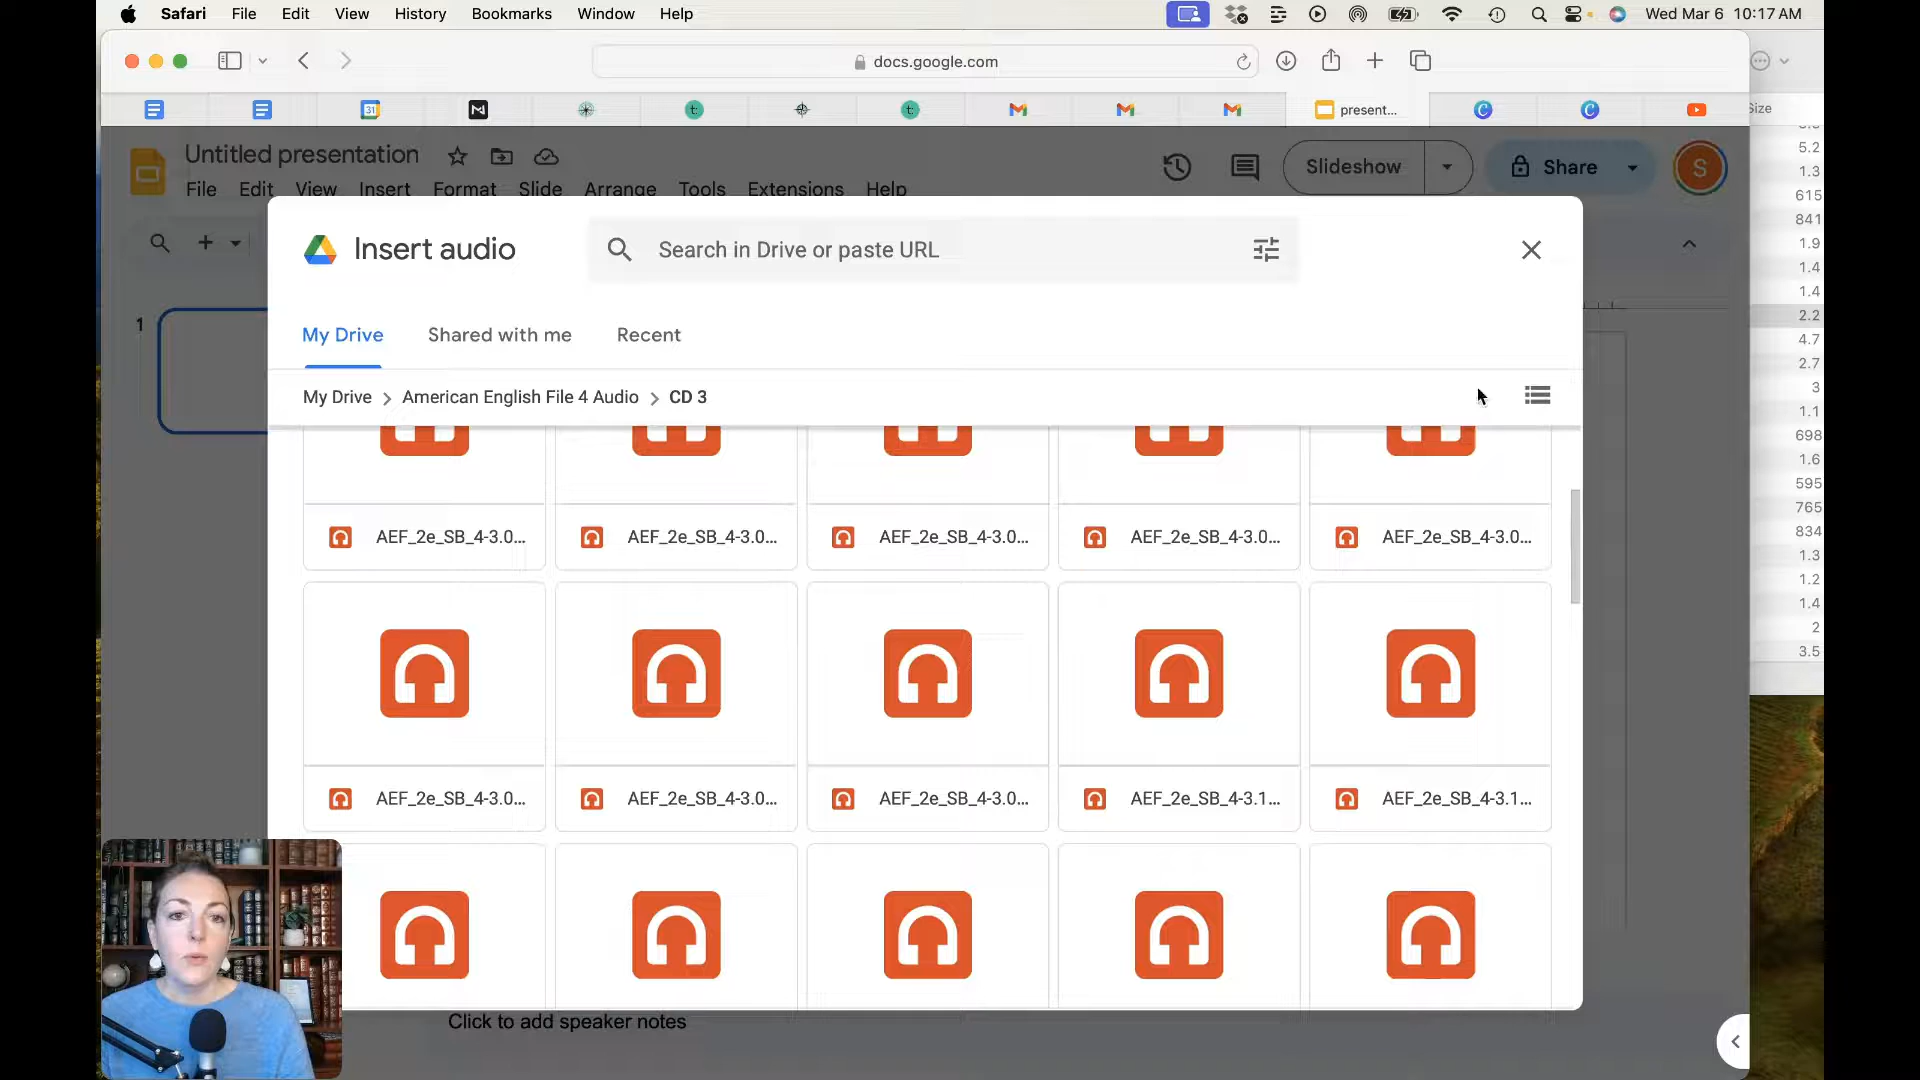 Safari File Edit View History Bookmarks Window Help Wed Mar 6 10:17 AM
docs.google.com
31 present...
Untitled presentation
File Edit View Insert Format Slide Arrange Tools Extensions Help
Slideshow Share S
Insert audio Search in Drive or paste URL
My Drive Shared with me Recent
My Drive > American English File 4 Audio > CD 3
1
AEF_2e_SB_4-3.0... AEF_2e_SB_4-3.0... AEF_2e_SB_4-3.0... AEF_2e_SB_4-3.0... AEF_2e_SB_4-3.0...
AEF_2e_SB_4-3.0... AEF_2e_SB_4-3.0... AEF_2e_SB_4-3.0... AEF_2e_SB_4-3.1... AEF_2e_SB_4-3.1...
Click to add speaker notes
5.2
1.3
615
841
1.9
1.4
1.4
2.2
4.7
2.7
3
1.1
698
1.6
595
765
834
1.3
1.2
1.4
2
3.5